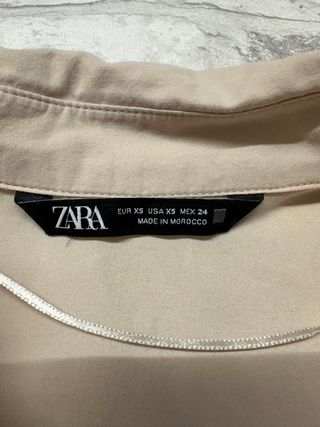 ZARA
EUR XS USA XS MEX 24
MADE IN MOROCCO